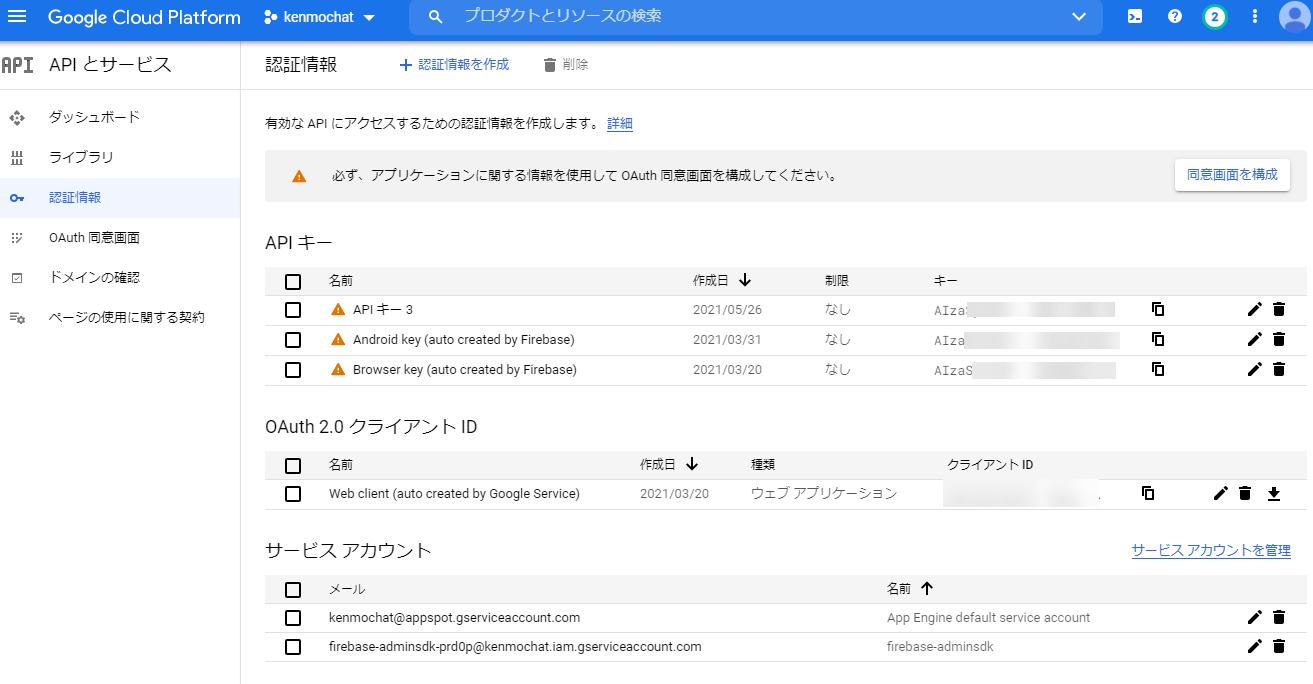 Google Cloud Platform kenmochat プロダクトとリソースの検索 2
API API とサービス 認証情報 認証情報を作成 削除
ダッシュボード
ライブラリ
認証情報
OAuth 同意画面
ドメインの確認
ページの使用に関する契約
有効な API にアクセスするための認証情報を作成します。 詳細
必ず、アプリケーションに関する情報を使用して OAuth 同意画面を構成してください。 同意画面を構成
API キー
名前 作成日 制限 キー
API キー 3 2021/05/26 なし AIzaS
Android key (auto created by Firebase) 2021/03/31 なし AIza
Browser key (auto created by Firebase) 2021/03/20 なし AIzaS
OAuth 2.0 クライアント ID
名前 作成日 種類 クライアント ID
Web client (auto created by Google Service) 2021/03/20 ウェブ アプリケーション
サービス アカウント サービス アカウントを管理
メール 名前
kenmochat@appspot.gserviceaccount.com App Engine default service account
firebase-adminsdk-prd0p@kenmochat.iam.gserviceaccount.com firebase-adminsdk